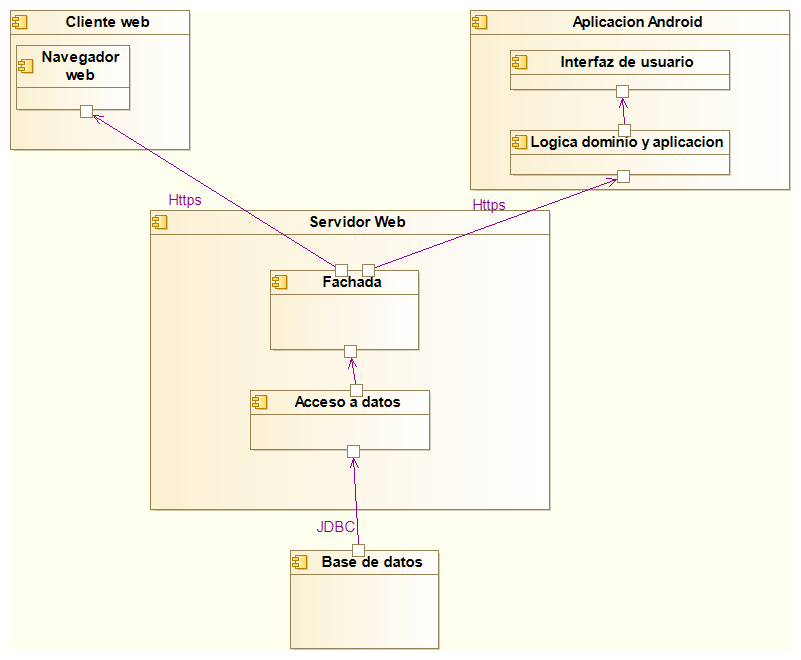 Cliente web
Aplicacion Android
Navegador
web
Interfaz de usuario
Logica dominio y aplicacion
Https
Https
Servidor Web
Fachada
Acceso a datos
JDBC
Base de datos